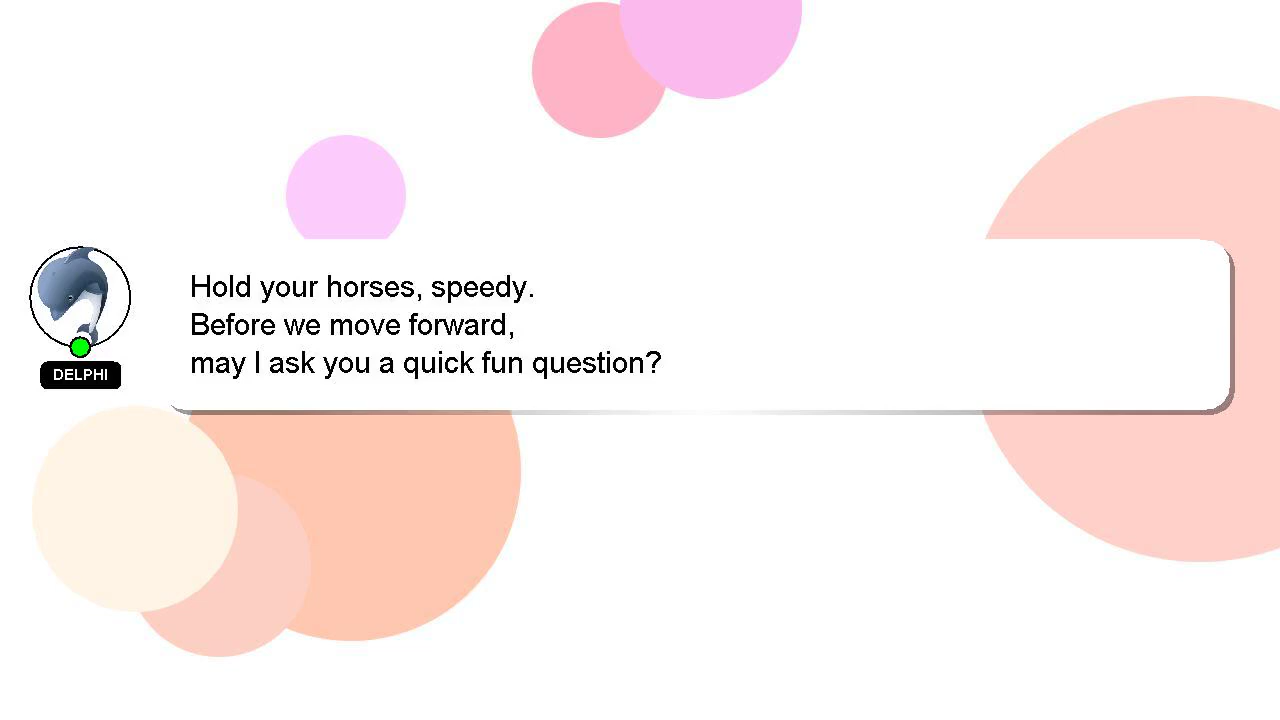 Hold your horses, speedy.
Before we move forward,
may I ask you a quick fun question?
DELPHI